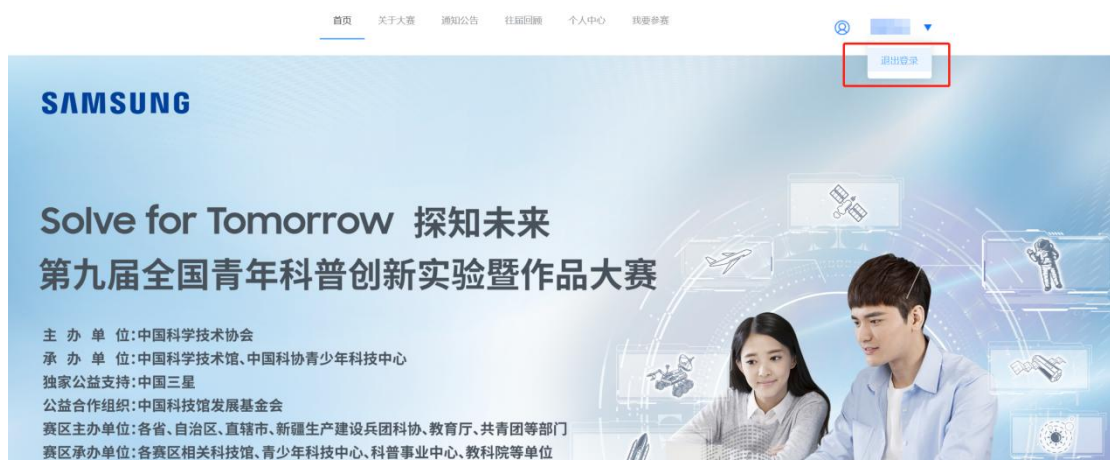 首页 关于大赛 通知公告 往届回顾 个人中心 我要参赛
退出登录
SAMSUNG
Solve for Tomorrow 探知未来
第九届全国青年科普创新实验暨作品大赛
主 办 单 位:中国科学技术协会
承 办 单 位:中国科学技术馆、中国科协青少年科技中心
独家公益支持:中国三星
公益合作组织:中国科技馆发展基金会
赛区主办单位:各省、自治区、直辖市、新疆生产建设兵团科协、教育厅、共青团等部门
赛区承办单位:各赛区相关科技馆、青少年科技中心、科普事业中心、教科院等单位